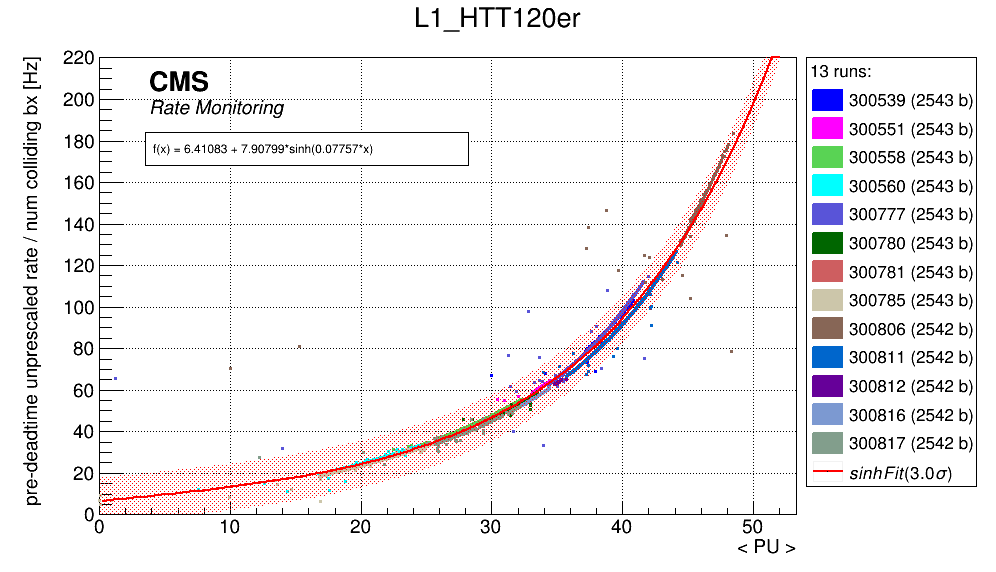 L1_HTT120er
pre-deadtime unprescaled rate / num colliding bx [Hz]
220
200
180
160
140
120
100
80
60
40
20
0
CMS
Rate Monitoring
f(x) = 6.41083 + 7.90799*sinh(0.07757*x)
0 10 20 30 40 50
< PU >
13 runs:
300539 (2543 b)
300551 (2543 b)
300558 (2543 b)
300560 (2543 b)
300777 (2543 b)
300780 (2543 b)
300781 (2543 b)
300785 (2543 b)
300806 (2542 b)
300811 (2542 b)
300812 (2542 b)
300816 (2542 b)
300817 (2542 b)
sinhFit(3.0σ)